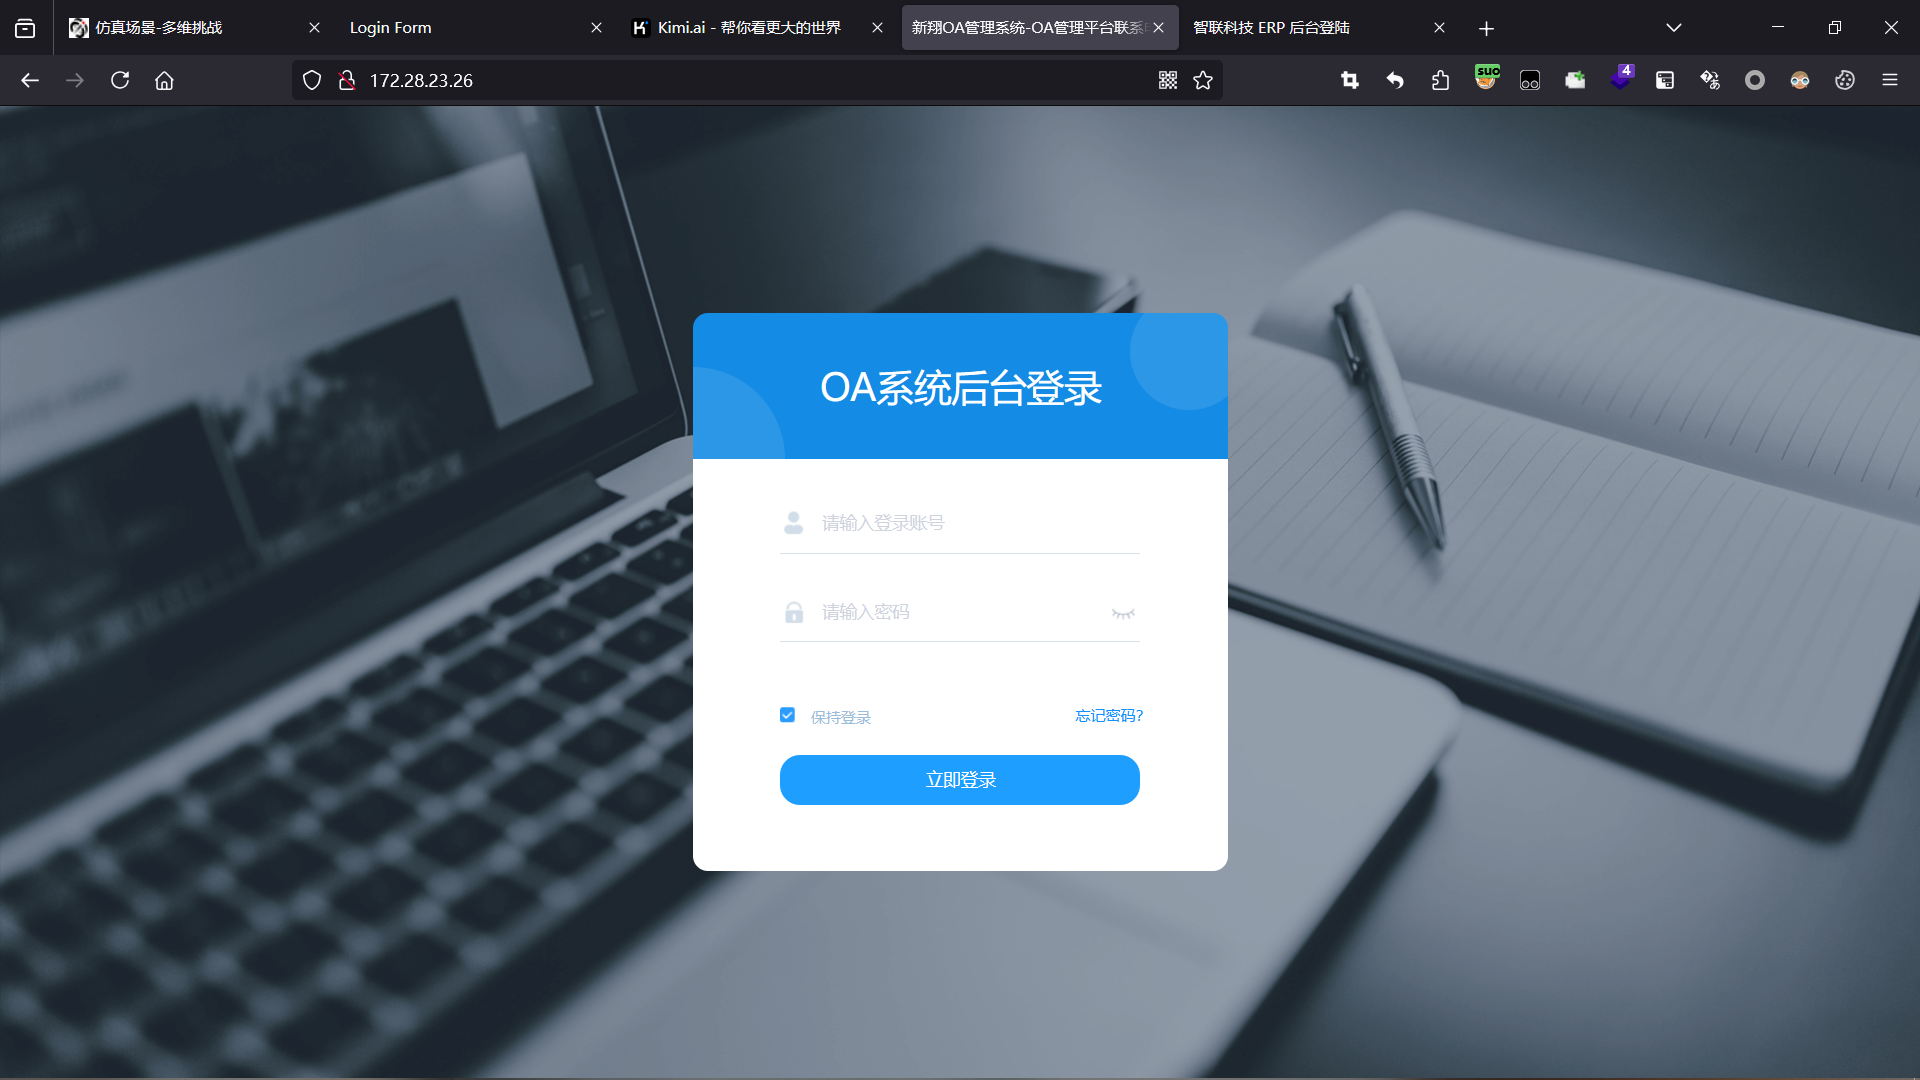 仿真场景-多维挑战
Login Form
Kimi.ai - 帮你看更大的世界
新翔OA管理系统-OA管理平台联系
智联科技 ERP 后台登陆
172.28.23.26
suo
4
OA系统后台登录
请输入登录账号
请输入密码
保持登录
忘记密码?
立即登录